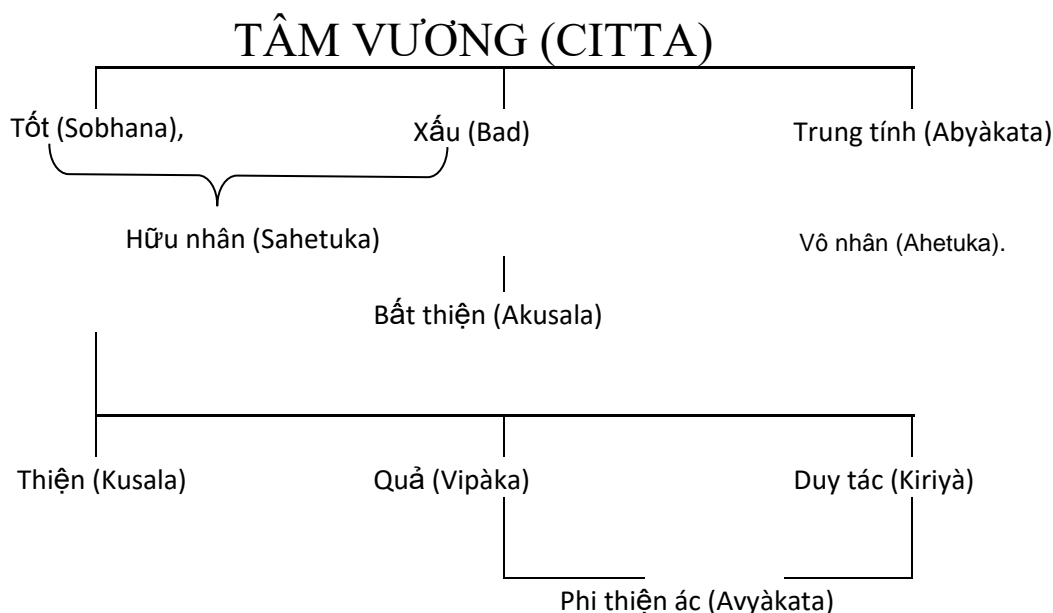 TÂM VƯƠNG (CITTA)
Tốt (Sobhana),
Xấu (Bad)
Trung tính (Abyàkata)
Hữu nhân (Sahetuka)
Vô nhân (Ahetuka).
Bất thiện (Akusala)
Thiện (Kusala)
Quả (Vipàka)
Duy tác (Kiriyà)
Phi thiện ác (Avyàkata)